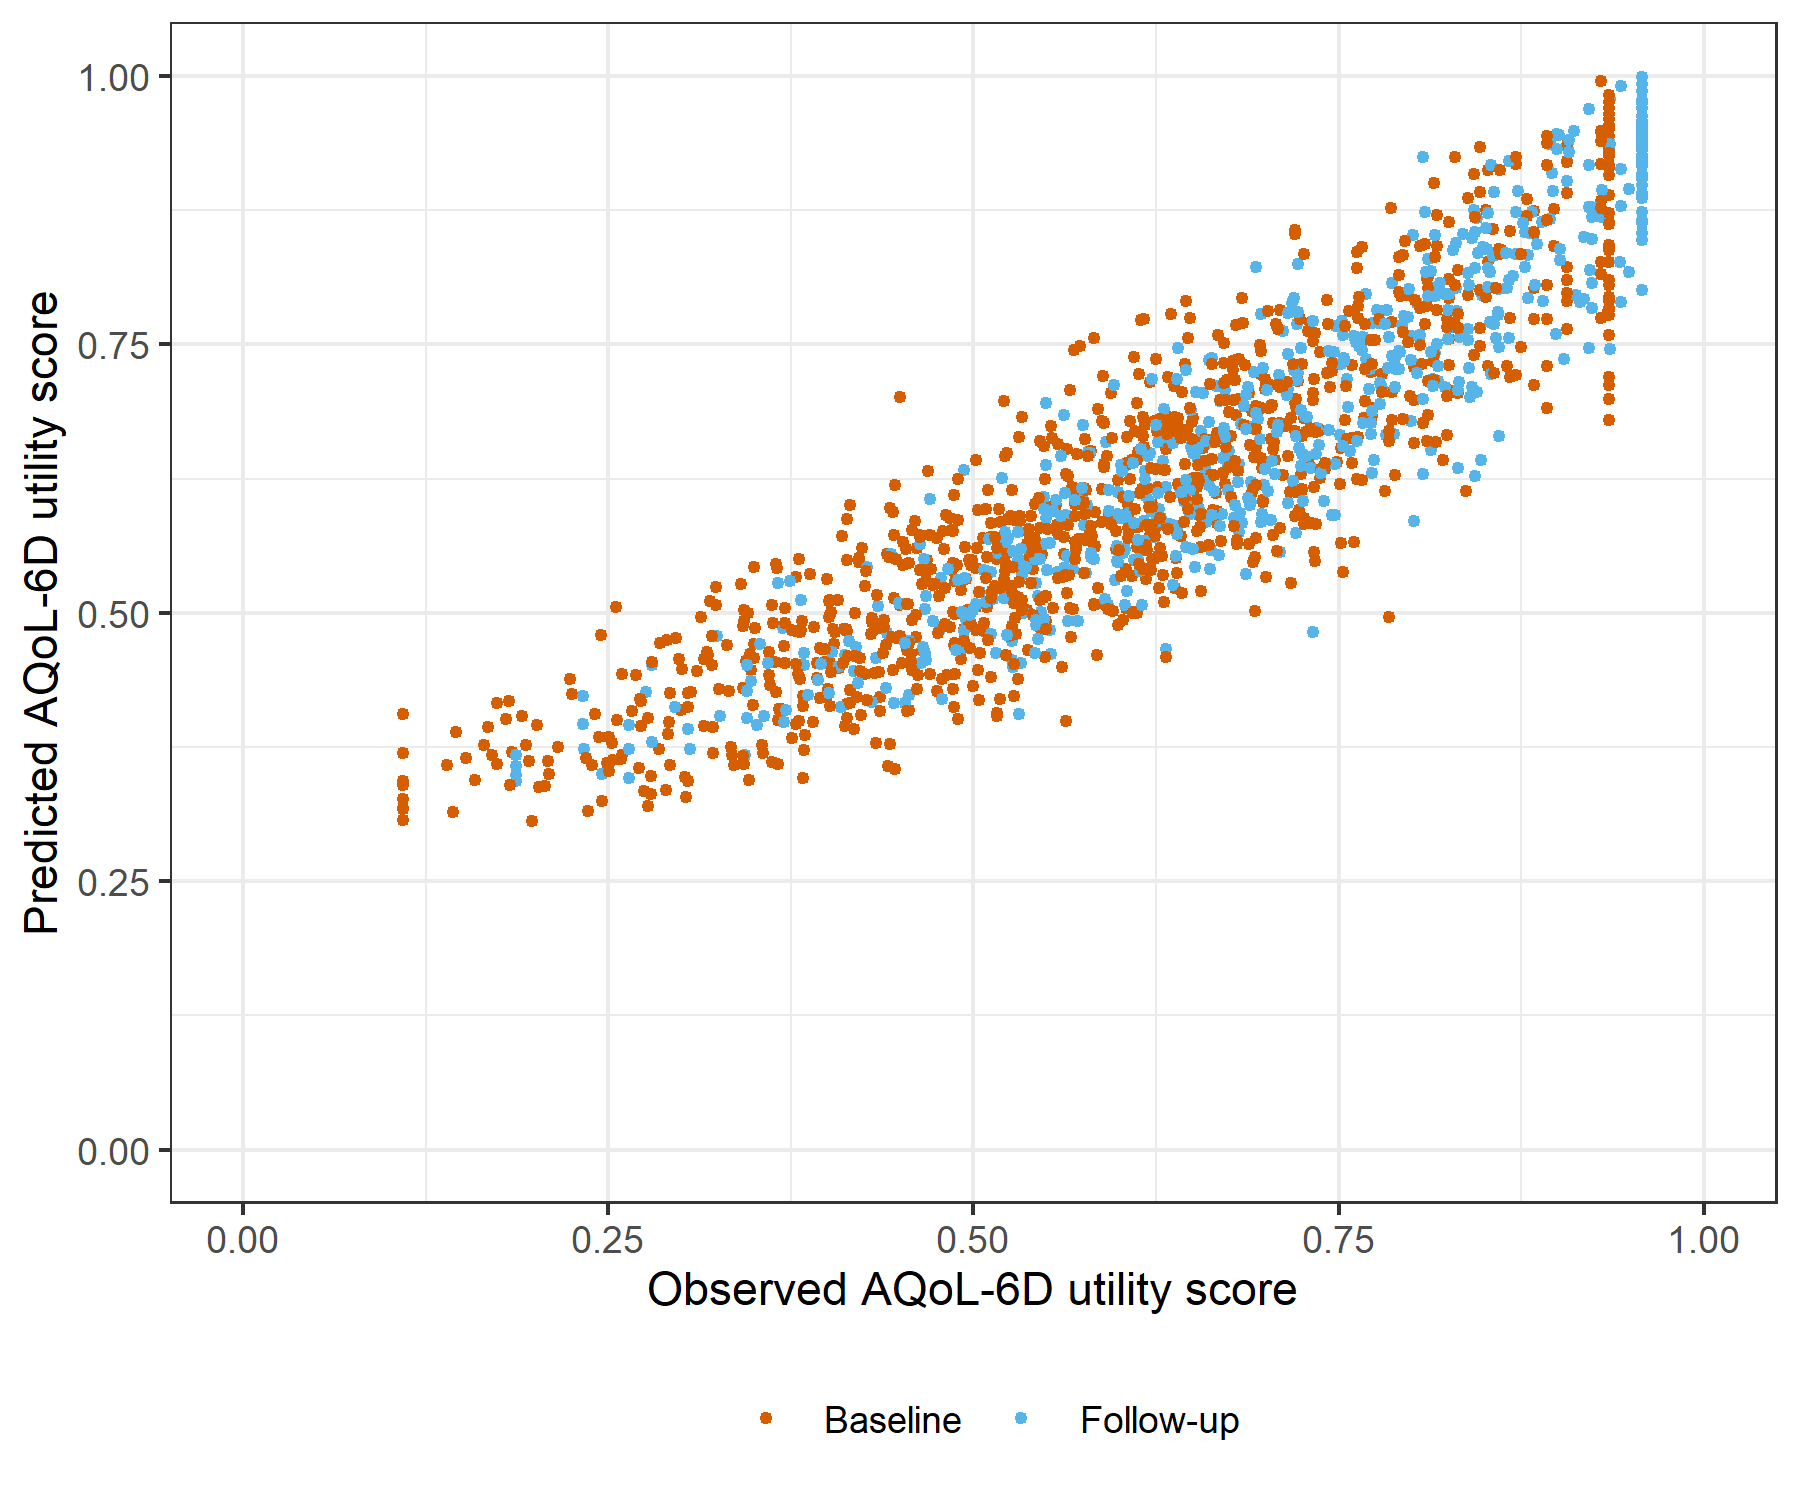 Predicted AQoL-6D utility score
1.00
0.75
0.50
0.25
0.00
0.00 0.25 0.50 0.75 1.00
Observed AQoL-6D utility score
Baseline Follow-up